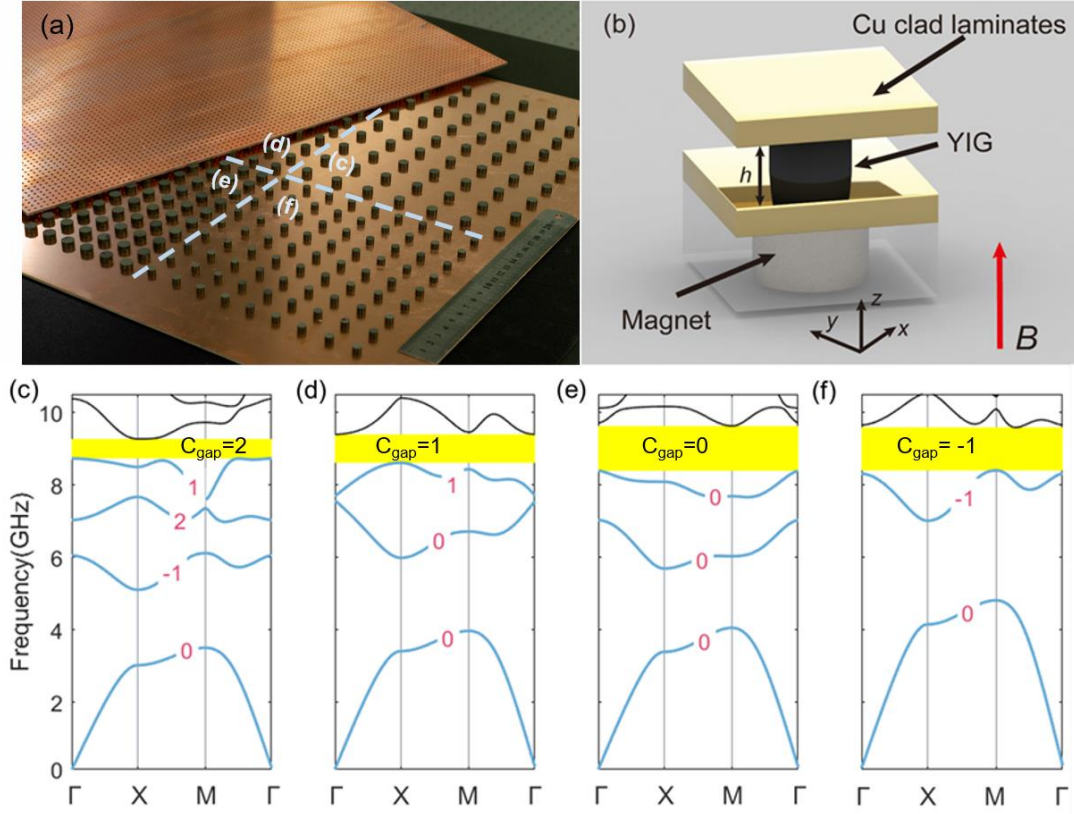 (a)
(d)
(c)
(e)
(f)
(b)
Cu clad laminates
YIG
h
Magnet
z
y
x
B
(c)
(d)
(e)
(f)
Frequency(GHz)
10
8
6
4
2
0
C_gap=2
1
2
-1
0
Γ X M Γ
C_gap=1
1
0
0
Γ X M Γ
C_gap=0
0
0
0
Γ X M Γ
C_gap= -1
-1
0
Γ X M Γ